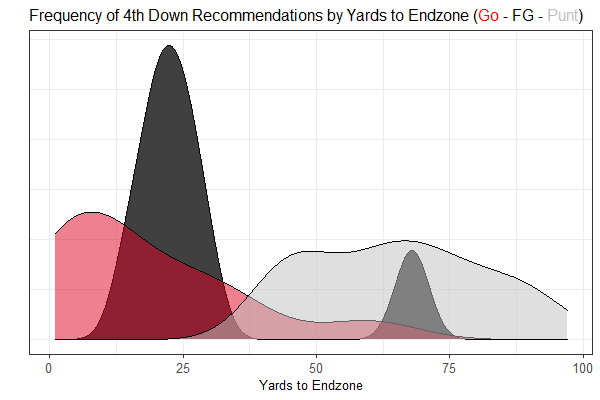 Frequency of 4th Down Recommendations by Yards to Endzone (Go - FG - Punt)
0 25 50 75 100
Yards to Endzone